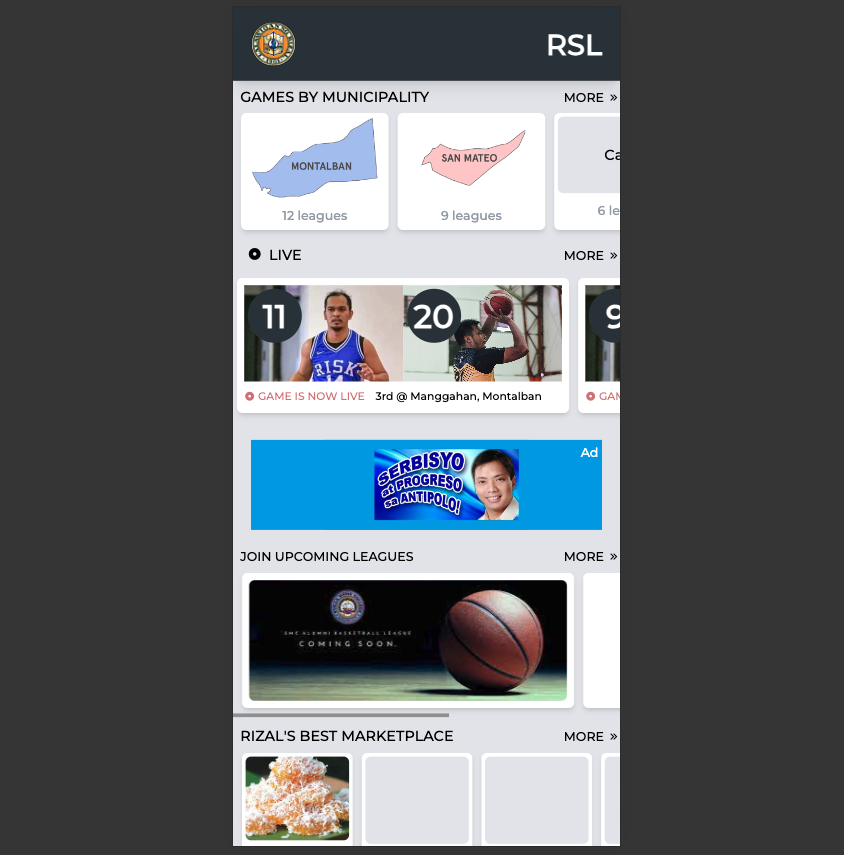 RSL
GAMES BY MUNICIPALITY
MORE »
MONTALBAN
12 leagues
SAN MATEO
9 leagues
Ca
6 le
LIVE
MORE »
11
20
9
RISK
GAME IS NOW LIVE 3rd @ Manggahan, Montalban
GAM
Ad
SERBISYO
at PROGRESO
sa ANTIPOLO!
JOIN UPCOMING LEAGUES
MORE »
SMC ALUMNI BASKETBALL LEAGUE
COMING SOON.
RIZAL'S BEST MARKETPLACE
MORE »